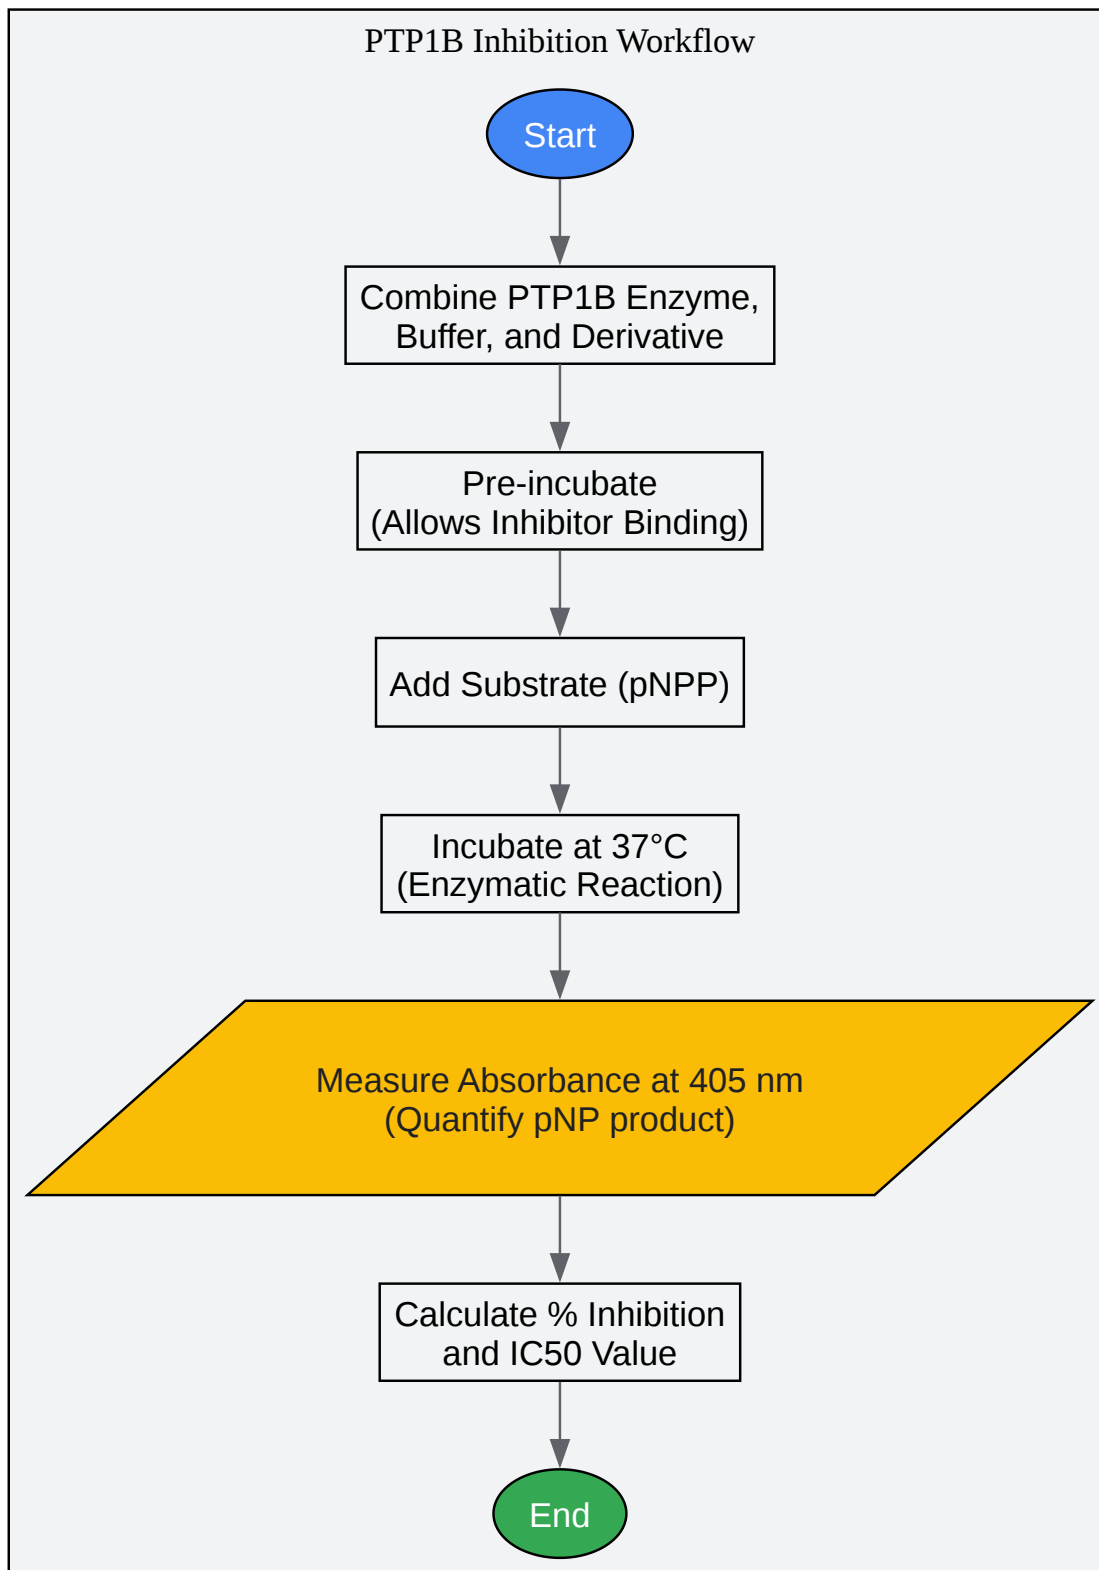 PTP1B Inhibition Workflow
Start
Combine PTP1B Enzyme,
Buffer, and Derivative
Pre-incubate
(Allows Inhibitor Binding)
Add Substrate (pNPP)
Incubate at 37°C
(Enzymatic Reaction)
Measure Absorbance at 405 nm
(Quantify pNP product)
Calculate % Inhibition
and IC50 Value
End